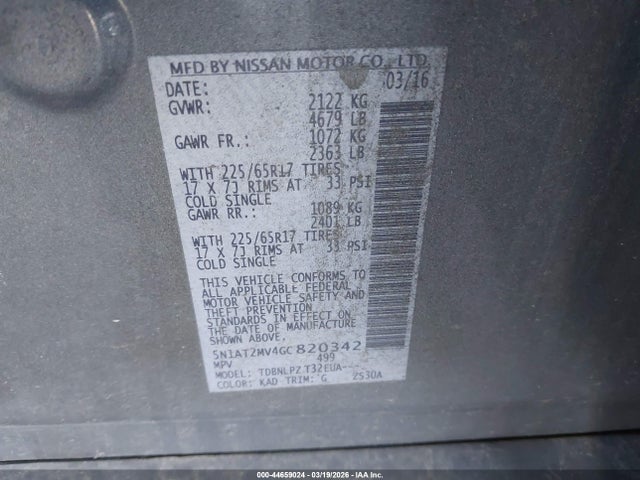 MFD BY NISSAN MOTOR CO., LTD.
DATE: 03/16
GVWR: 2122 KG
4679 LB
GAWR FR.: 1072 KG
2363 LB
WITH 225/65R17 TIRES
17 X 7J RIMS AT 33 PSI
COLD SINGLE
GAWR RR.: 1089 KG
2401 LB
WITH 225/65R17 TIRES
17 X 7J RIMS AT 33 PSI
COLD SINGLE
THIS VEHICLE CONFORMS TO
ALL APPLICABLE FEDERAL
MOTOR VEHICLE SAFETY AND
THEFT PREVENTION
STANDARDS IN EFFECT ON
THE DATE OF MANUFACTURE
SHOWN ABOVE.
5N1AT2MV4GC820342
MPV 499
MODEL: TDBNLPZ T32EUA---
COLOR: KAD TRIM: G 2530A
000-44659024 | 03/19/2026 | IAA Inc.